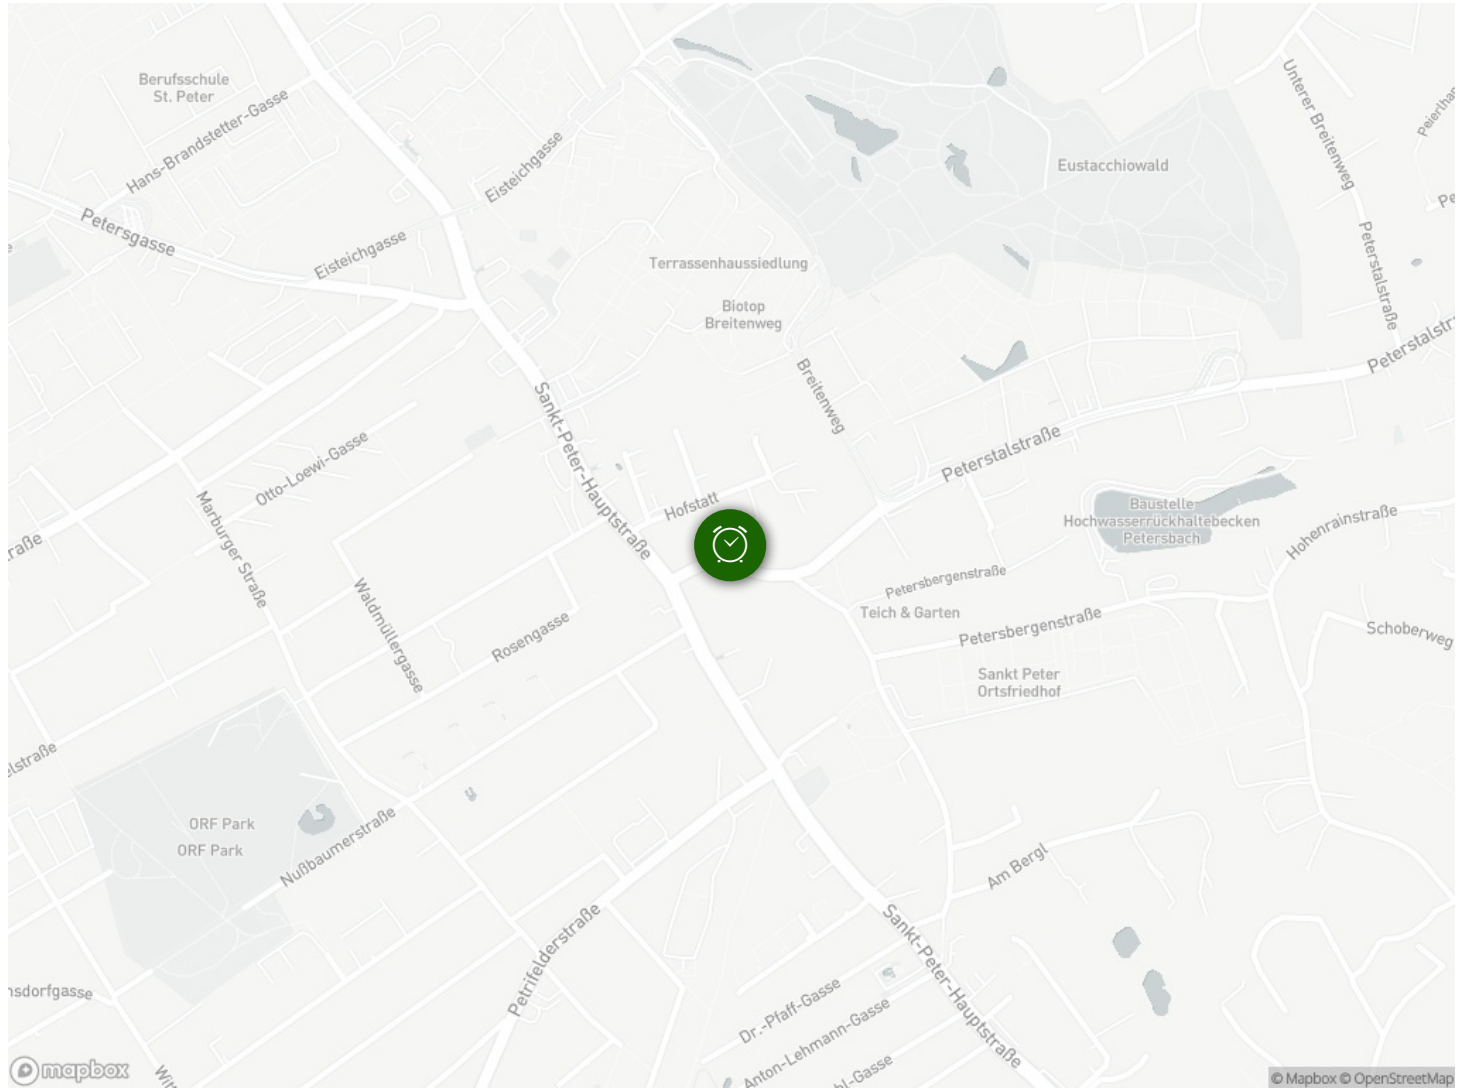 Berufsschule
St. Peter
Hans-Brandstetter-Gasse
Eisteichgasse
Petersgasse
Eisteichgasse
Eustacchiowald
Unterer Breitenweg
Peterstalstraße
Terrassenhaussiedlung
Biotop
Breitenweg
Breitenweg
Sankt-Peter-Hauptstraße
Otto-Loewi-Gasse
Marburger Straße
Waldmüllergasse
Hofstatt
Peterstalstraße
Baustelle
Hochwasserrückhaltebecken
Petersbach
Hohenrainstraße
Petersbergenstraße
Teich & Garten
Petersbergenstraße
Schoberweg
Rosengasse
Sankt Peter
Ortsfriedhof
ORF Park
ORF Park
Nußbaumerstraße
Am Bergl
Petrifelderstraße
Sankt-Peter-Hauptstraße
Dr.-Pfaff-Gasse
Anton-Lehmann-Gasse
mapbox
© Mapbox © OpenStreetMap